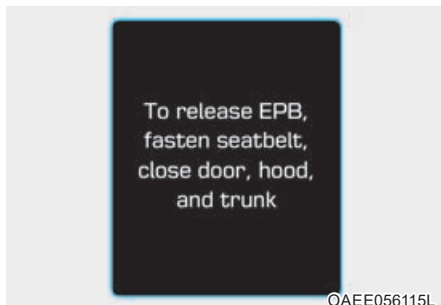 To release EPB,
fasten seatbelt,
close door, hood,
and trunk
OAEE056115L